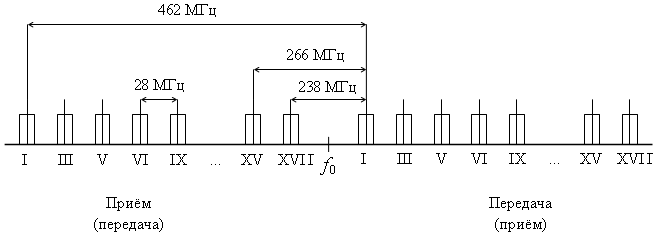 462 МГц
266 МГц
28 МГц 238 МГц
I III V VI IX ... XV XVII f0 I III V VI IX ... XV XVII
Приём Передача
(передача) (приём)